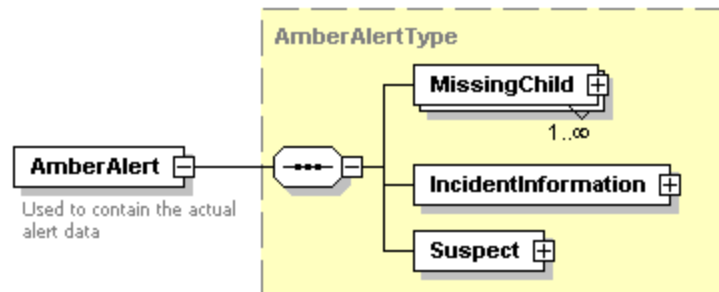 AmberAlertType
MissingChild
1..∞
AmberAlert
IncidentInformation
Used to contain the actual
alert data
Suspect